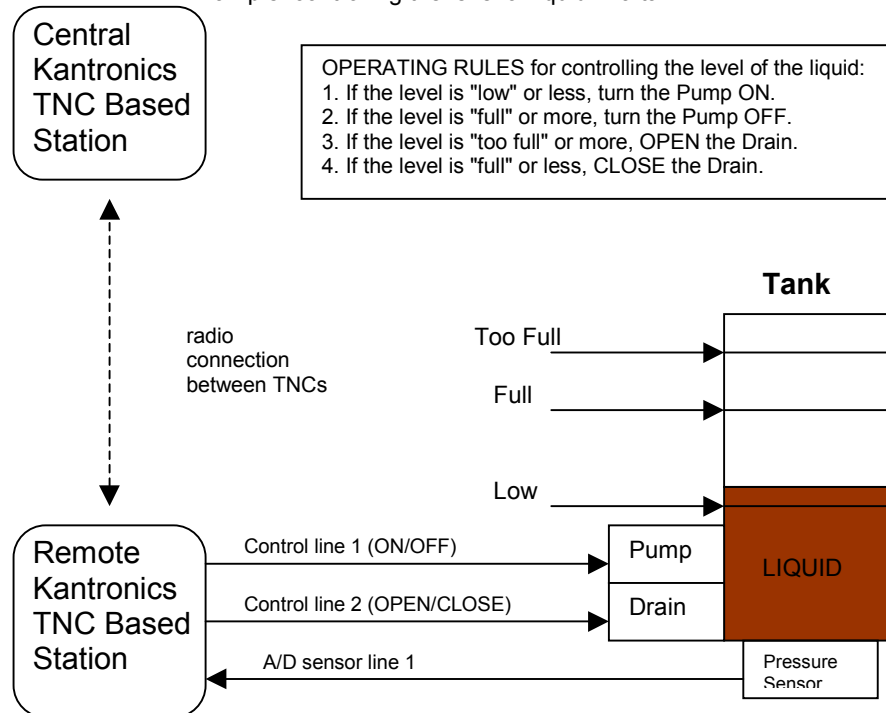 Central
Kantronics
TNC Based
Station
OPERATING RULES for controlling the level of the liquid:
1. If the level is "low" or less, turn the Pump ON.
2. If the level is "full" or more, turn the Pump OFF.
3. If the level is "too full" or more, OPEN the Drain.
4. If the level is "full" or less, CLOSE the Drain.
Tank
radio
connection
between TNCs
Too Full
Full
Low
Remote
Kantronics
TNC Based
Station
Control line 1 (ON/OFF)
Control line 2 (OPEN/CLOSE)
A/D sensor line 1
Pump
Drain
LIQUID
Pressure
Sensor